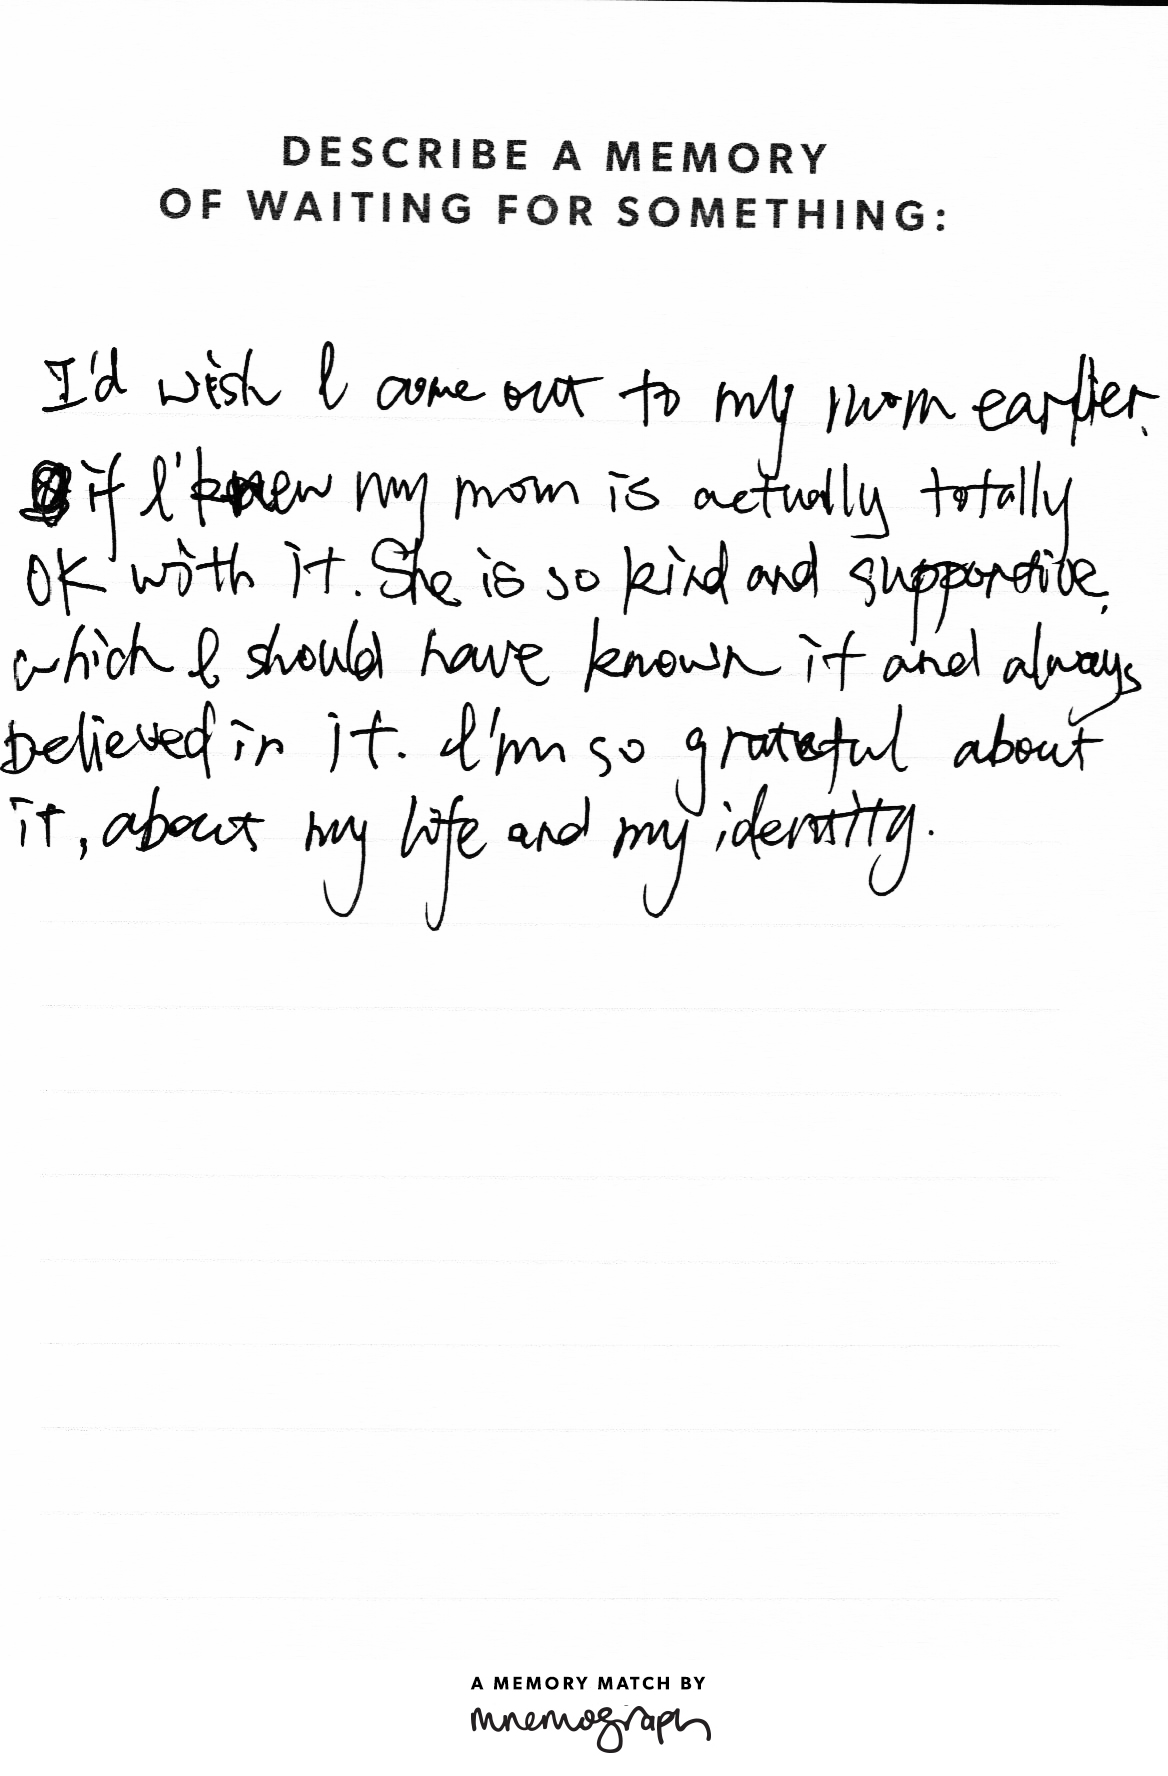 DESCRIBE A MEMORY
OF WAITING FOR SOMETHING:
I'd wish I come out to my mom earlier.
if I knew my mom is actually totally
OK with it. She is so kind and supportive,
which I should have known it and always
believed in it. I'm so grateful about
it, about my life and my identity.
A MEMORY MATCH BY
mnemograph